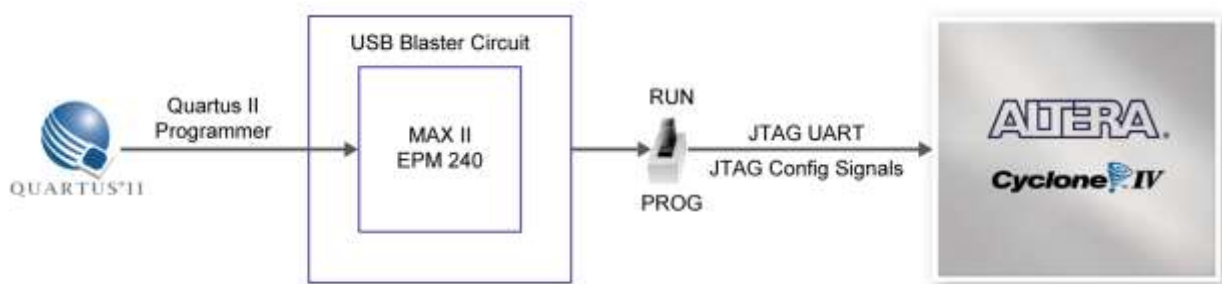 USB Blaster Circuit
Quartus II
Programmer
MAX II
EPM 240
QUARTUS®II
RUN
PROG
JTAG UART
JTAG Config Signals
ALTERA®
Cyclone IV